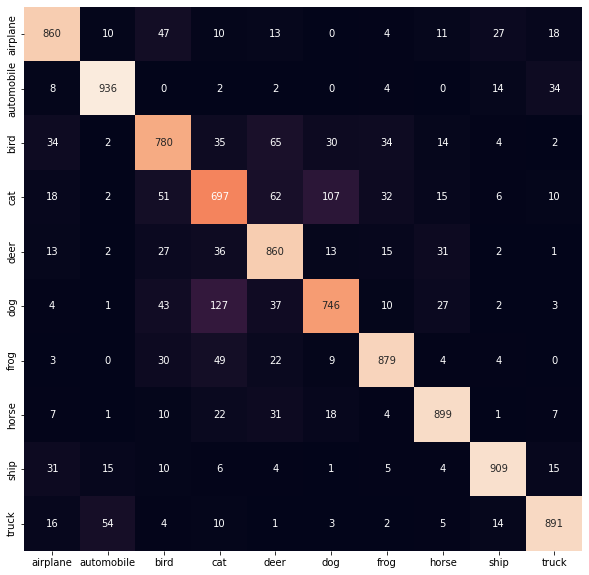 airplane 860 10 47 10 13 0 4 11 27 18
automobile 8 936 0 2 2 0 4 0 14 34
bird 34 2 780 35 65 30 34 14 4 2
cat 18 2 51 697 62 107 32 15 6 10
deer 13 2 27 36 860 13 15 31 2 1
dog 4 1 43 127 37 746 10 27 2 3
frog 3 0 30 49 22 9 879 4 4 0
horse 7 1 10 22 31 18 4 899 1 7
ship 31 15 10 6 4 1 5 4 909 15
truck 16 54 4 10 1 3 2 5 14 891
airplane automobile bird cat deer dog frog horse ship truck